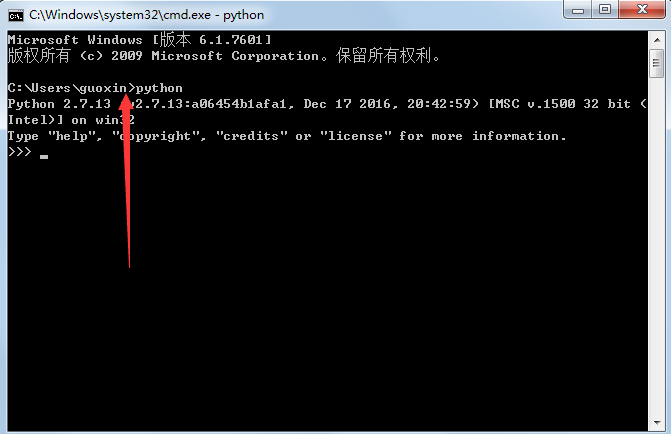 C:\Windows\system32\cmd.exe - python
Microsoft Windows [版本 6.1.7601]
版权所有 (c) 2009 Microsoft Corporation。保留所有权利。
C:\Users\guoxin>python
Python 2.7.13 v2.7.13:a06454b1afa1, Dec 17 2016, 20:42:59) [MSC v.1500 32 bit (
Intel)] on win32
Type "help", "copyright", "credits" or "license" for more information.
>>>